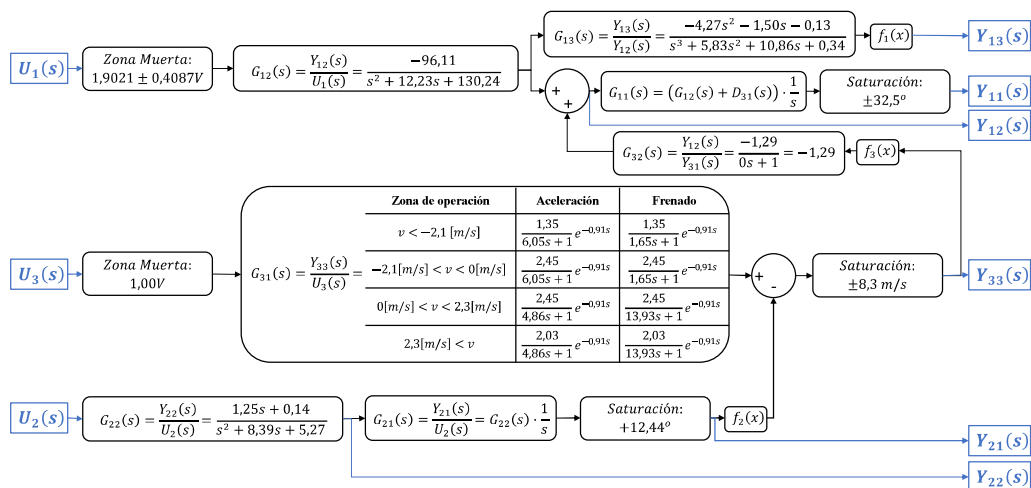 U₁(s)
Zona Muerta:
1,9021 ± 0,4087V
G₁₂(s) = Y₁₂(s)/U₁(s) = −96,11/(s² + 12,23s + 130,24)
G₁₃(s) = Y₁₃(s)/Y₁₂(s) = (−4,27s² − 1,50s − 0,13)/(s³ + 5,83s² + 10,86s + 0,34)
f₁(x)
Y₁₃(s)
+
+
G₁₁(s) = (G₁₂(s) + D₃₁(s)) · 1/s
Saturación:
±32,5º
Y₁₁(s)
Y₁₂(s)
G₃₂(s) = Y₁₂(s)/Y₃₁(s) = −1,29/(0s + 1) = −1,29
f₃(x)
U₃(s)
Zona Muerta:
1,00V
G₃₁(s) = Y₃₃(s)/U₃(s) =
Zona de operación Aceleración Frenado
v < −2,1 [m/s] 1,35/(6,05s + 1) e^(−0,91s) 1,35/(1,65s + 1) e^(−0,91s)
−2,1[m/s] < v < 0[m/s] 2,45/(6,05s + 1) e^(−0,91s) 2,45/(1,65s + 1) e^(−0,91s)
0[m/s] < v < 2,3[m/s] 2,45/(4,86s + 1) e^(−0,91s) 2,45/(13,93s + 1) e^(−0,91s)
2,3[m/s] < v 2,03/(4,86s + 1) e^(−0,91s) 2,03/(13,93s + 1) e^(−0,91s)
+
-
Saturación:
±8,3 m/s
Y₃₃(s)
U₂(s)
G₂₂(s) = Y₂₂(s)/U₂(s) = (1,25s + 0,14)/(s² + 8,39s + 5,27)
G₂₁(s) = Y₂₁(s)/U₂(s) = G₂₂(s) · 1/s
Saturación:
+12,44º
f₂(x)
Y₂₁(s)
Y₂₂(s)